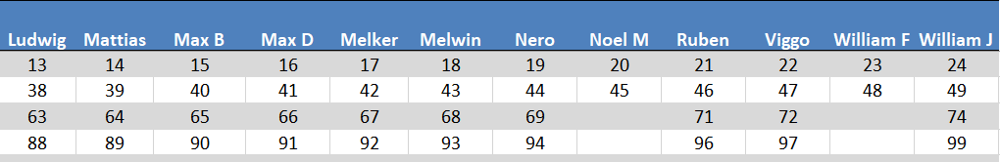 Ludwig Mattias Max B Max D Melker Melwin Nero Noel M Ruben Viggo William F William J
13 14 15 16 17 18 19 20 21 22 23 24
38 39 40 41 42 43 44 45 46 47 48 49
63 64 65 66 67 68 69 71 72 74
88 89 90 91 92 93 94 96 97 99